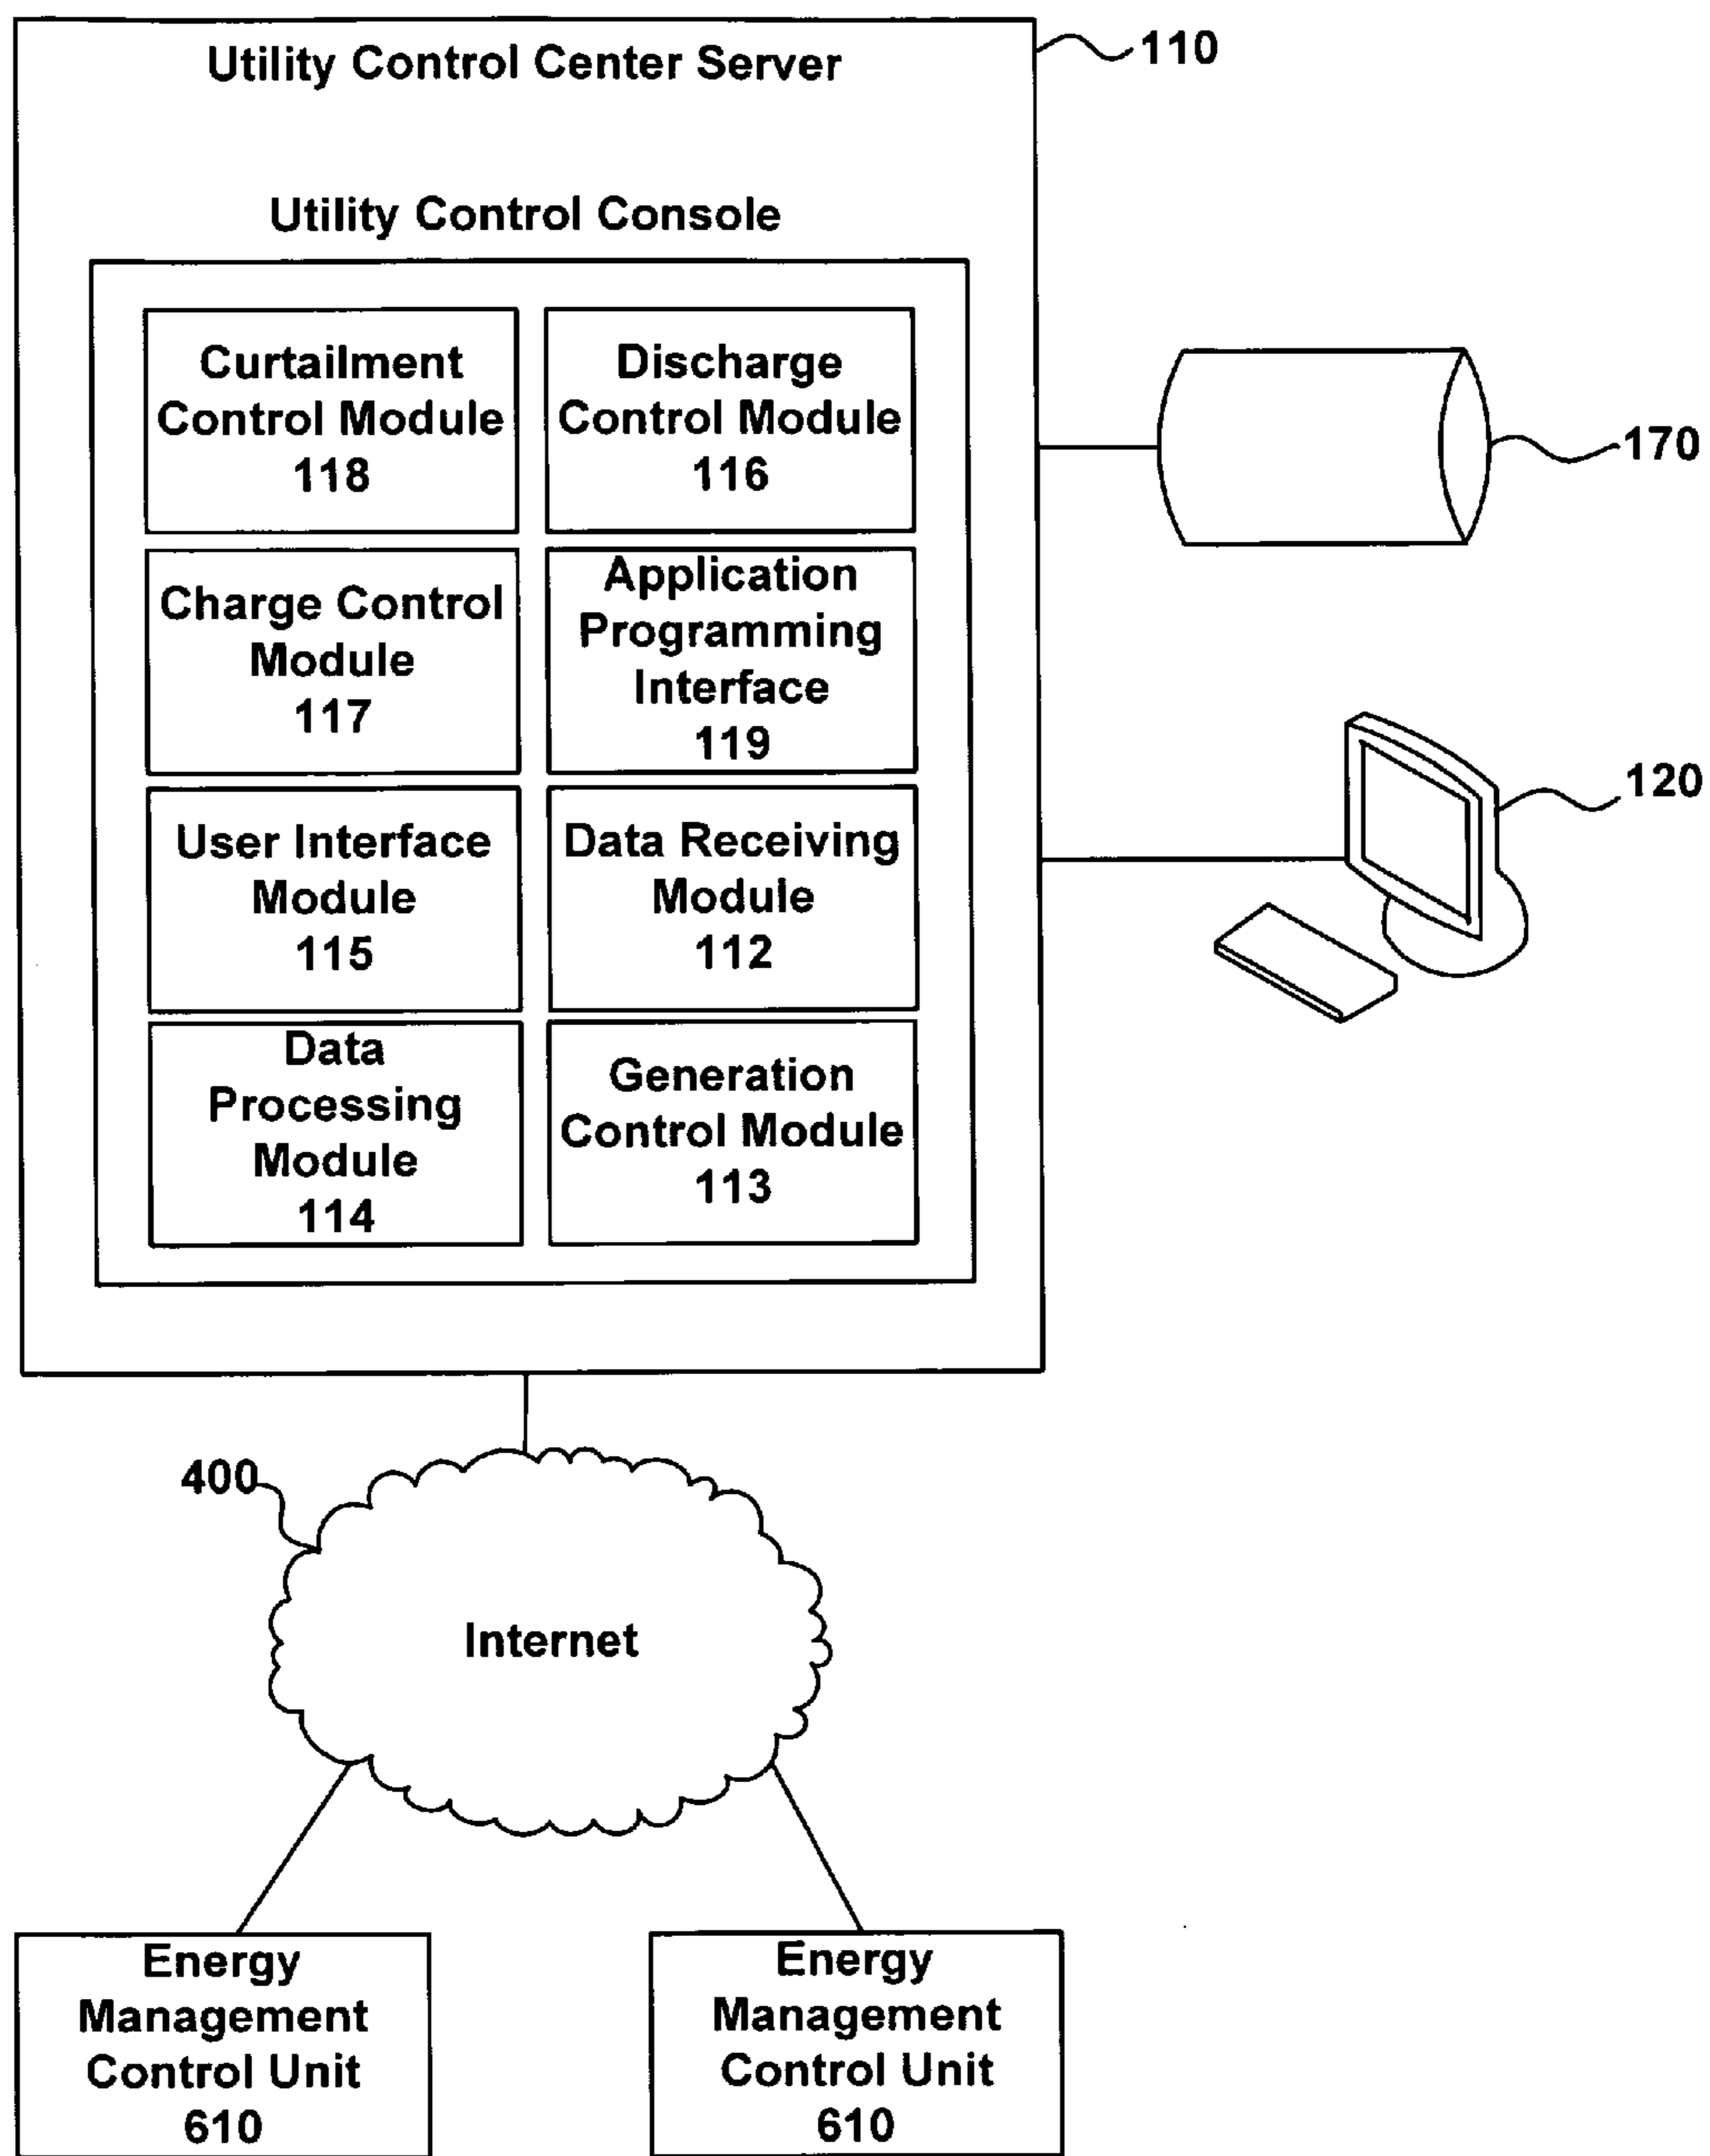 Utility Control Center Server
110
Utility Control Console
Curtailment
Control Module
118
Discharge
Control Module
116
170
Charge Control
Module
117
Application
Programming
Interface
119
120
User Interface
Module
115
Data Receiving
Module
112
Data
Processing
Module
114
Generation
Control Module
113
400
Internet
Energy
Management
Control Unit
610
Energy
Management
Control Unit
610